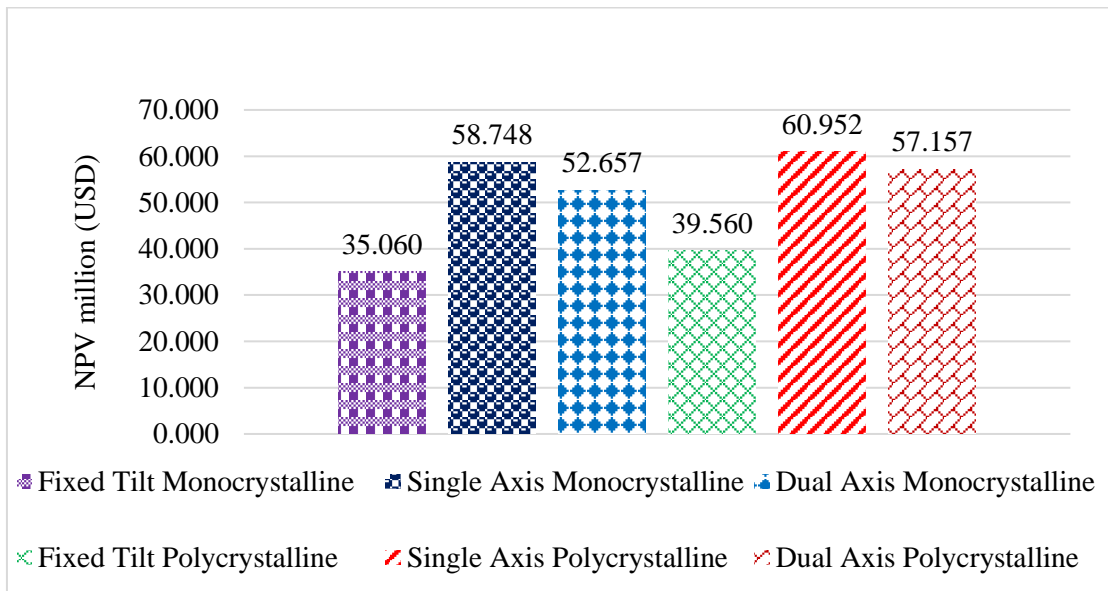 NPV million (USD)
70.000
60.000
50.000
40.000
30.000
20.000
10.000
0.000
35.060
58.748
52.657
39.560
60.952
57.157
Fixed Tilt Monocrystalline
Single Axis Monocrystalline
Dual Axis Monocrystalline
Fixed Tilt Polycrystalline
Single Axis Polycrystalline
Dual Axis Polycrystalline